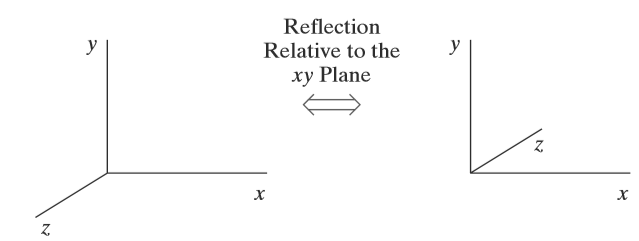 Reflection
Relative to the
xy Plane
y
x
z
y
z
x